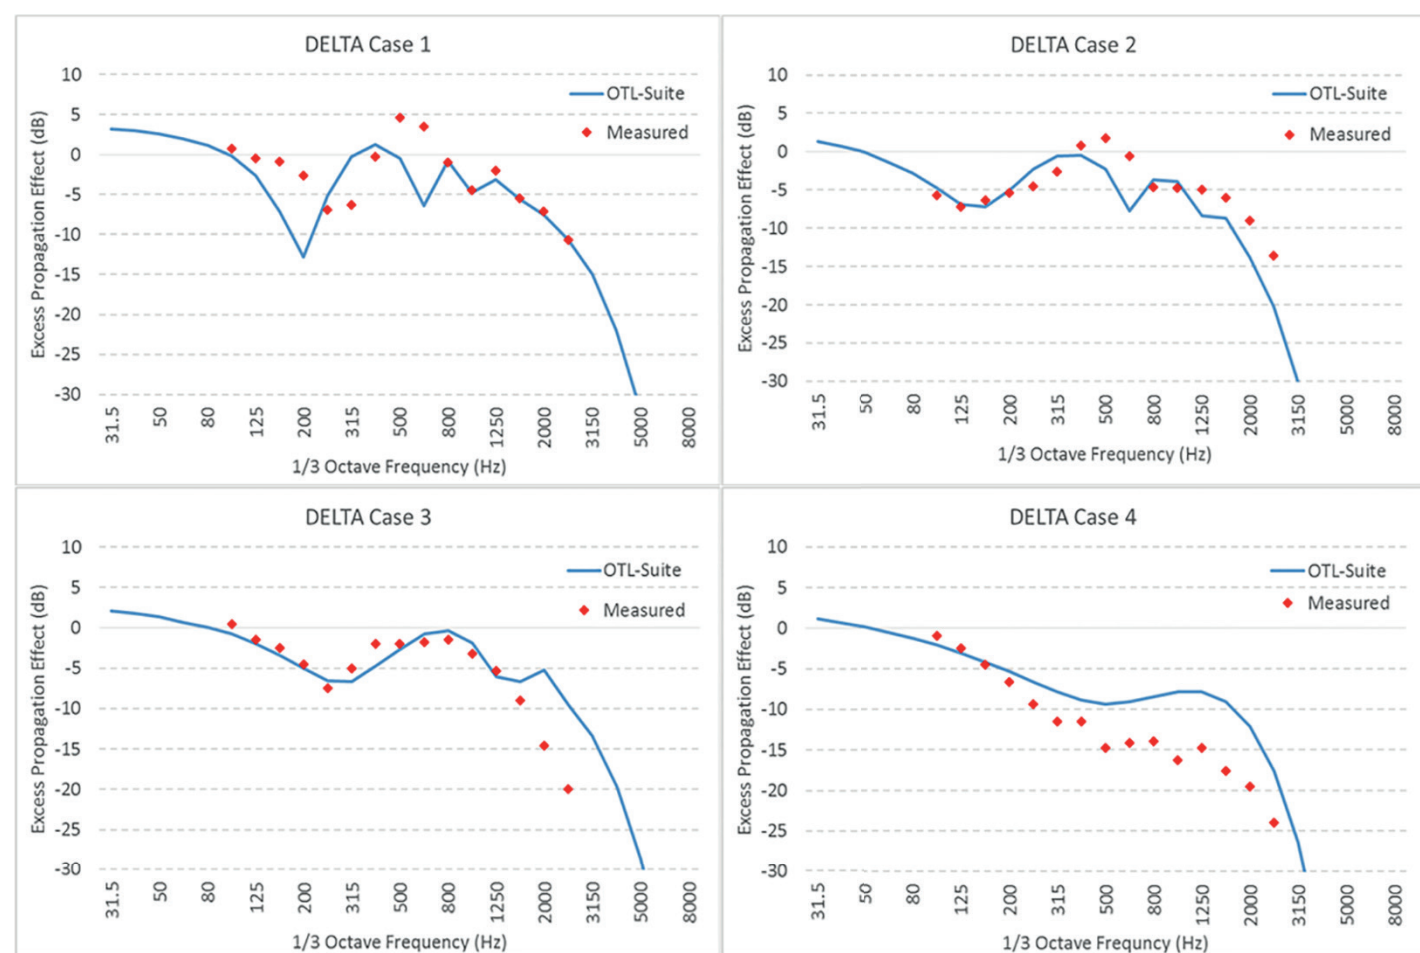 DELTA Case 1
OTL-Suite
Measured
Excess Propagation Effect (dB)
10
5
0
-5
-10
-15
-20
-25
-30
31.5 50 80 125 200 315 500 800 1250 2000 3150 5000 8000
1/3 Octave Frequency (Hz)
DELTA Case 2
OTL-Suite
Measured
Excess Propagation Effect (dB)
10
5
0
-5
-10
-15
-20
-25
-30
31.5 50 80 125 200 315 500 800 1250 2000 3150 5000 8000
1/3 Octave Frequency (Hz)
DELTA Case 3
OTL-Suite
Measured
Excess Propagation Effect (dB)
10
5
0
-5
-10
-15
-20
-25
-30
31.5 50 80 125 200 315 500 800 1250 2000 3150 5000 8000
1/3 Octave Frequency (Hz)
DELTA Case 4
OTL-Suite
Measured
Excess Propagation Effect (dB)
10
5
0
-5
-10
-15
-20
-25
-30
31.5 50 80 125 200 315 500 800 1250 2000 3150 5000 8000
1/3 Octave Frequency (Hz)